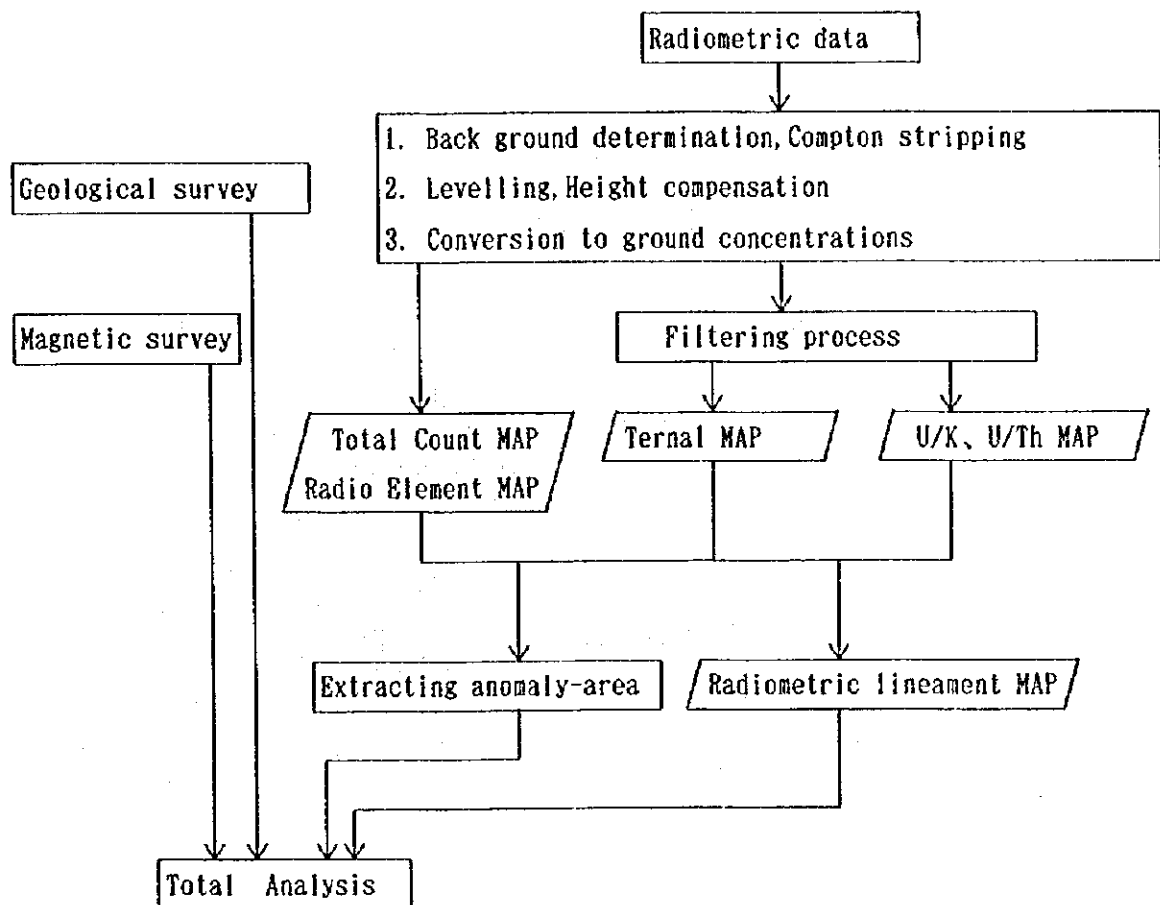 Radiometric data
1. Back ground determination, Compton stripping
2. Levelling, Height compensation
3. Conversion to ground concentrations
Geological survey
Magnetic survey
Filtering process
Total Count MAP
Radio Element MAP
Ternal MAP
U/K、U/Th MAP
Extracting anomaly-area
Radiometric lineament MAP
Total Analysis